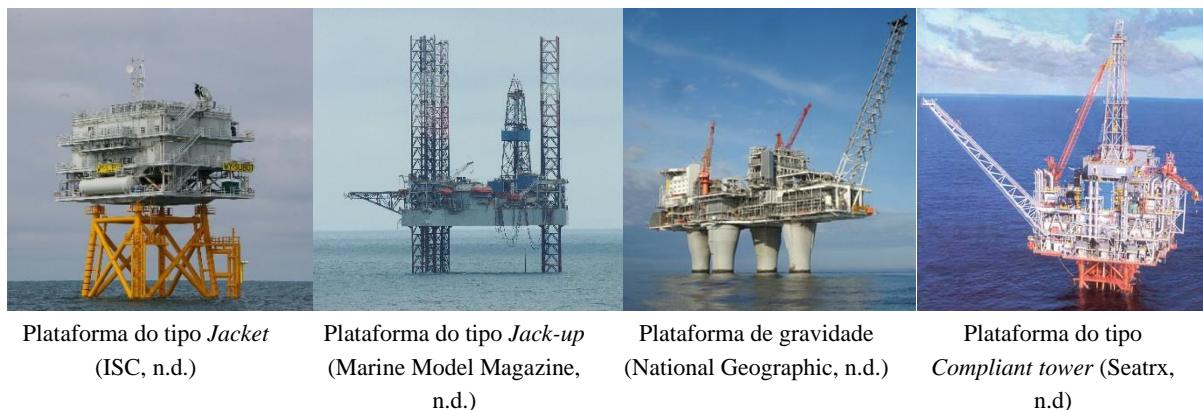 Plataforma do tipo Jacket
(ISC, n.d.)
Plataforma do tipo Jack-up
(Marine Model Magazine,
n.d.)
Plataforma de gravidade
(National Geographic, n.d.)
Plataforma do tipo
Compliant tower (Seatrx,
n.d)